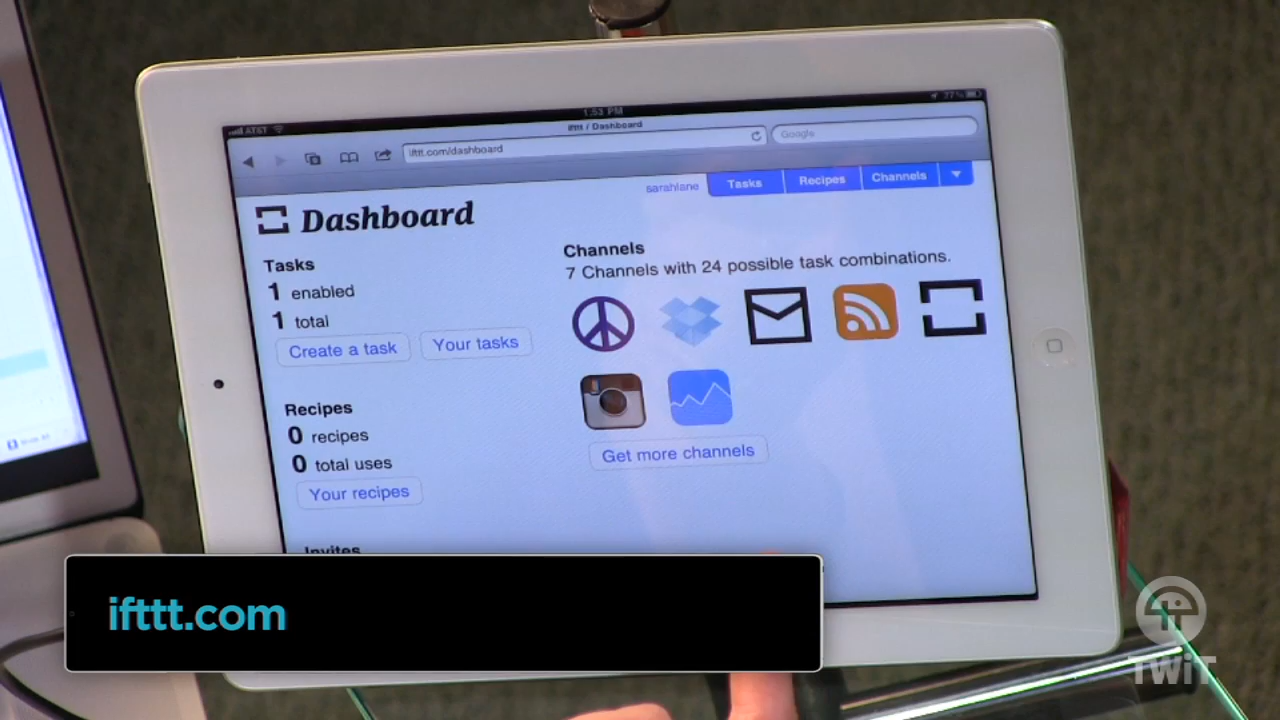 AT&T 1:53 PM
ifttt / Dashboard
ifttt.com/dashboard Google
sarahlane Tasks Recipes Channels
Dashboard
Tasks
1 enabled
1 total
Create a task Your tasks
Recipes
0 recipes
0 total uses
Your recipes
Invites
Channels
7 Channels with 24 possible task combinations.
Get more channels
ifttt.com
TWiT